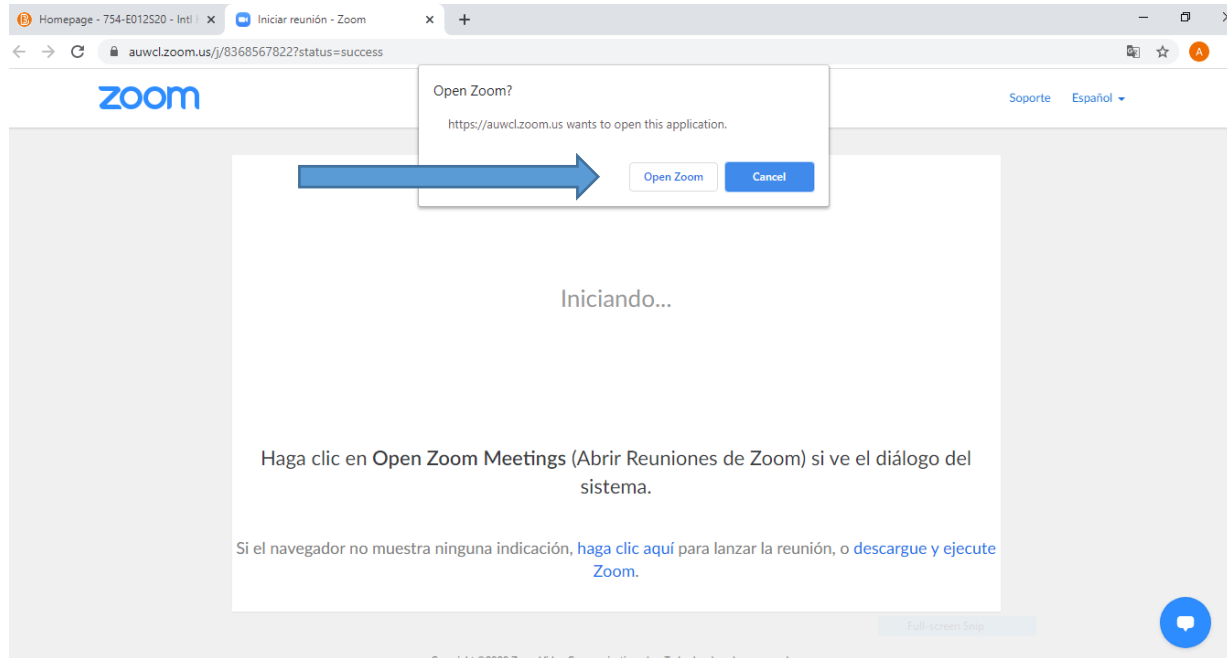 Homepage - 754-E012S20 - Intl
Iniciar reunión - Zoom
auwcl.zoom.us/j/8368567822?status=success
A
zoom
Soporte Español
Open Zoom?
https://auwcl.zoom.us wants to open this application.
Open Zoom Cancel
Iniciando...
Haga clic en Open Zoom Meetings (Abrir Reuniones de Zoom) si ve el diálogo del
sistema.
Si el navegador no muestra ninguna indicación, haga clic aquí para lanzar la reunión, o descargue y ejecute
Zoom.
Full-screen Snip